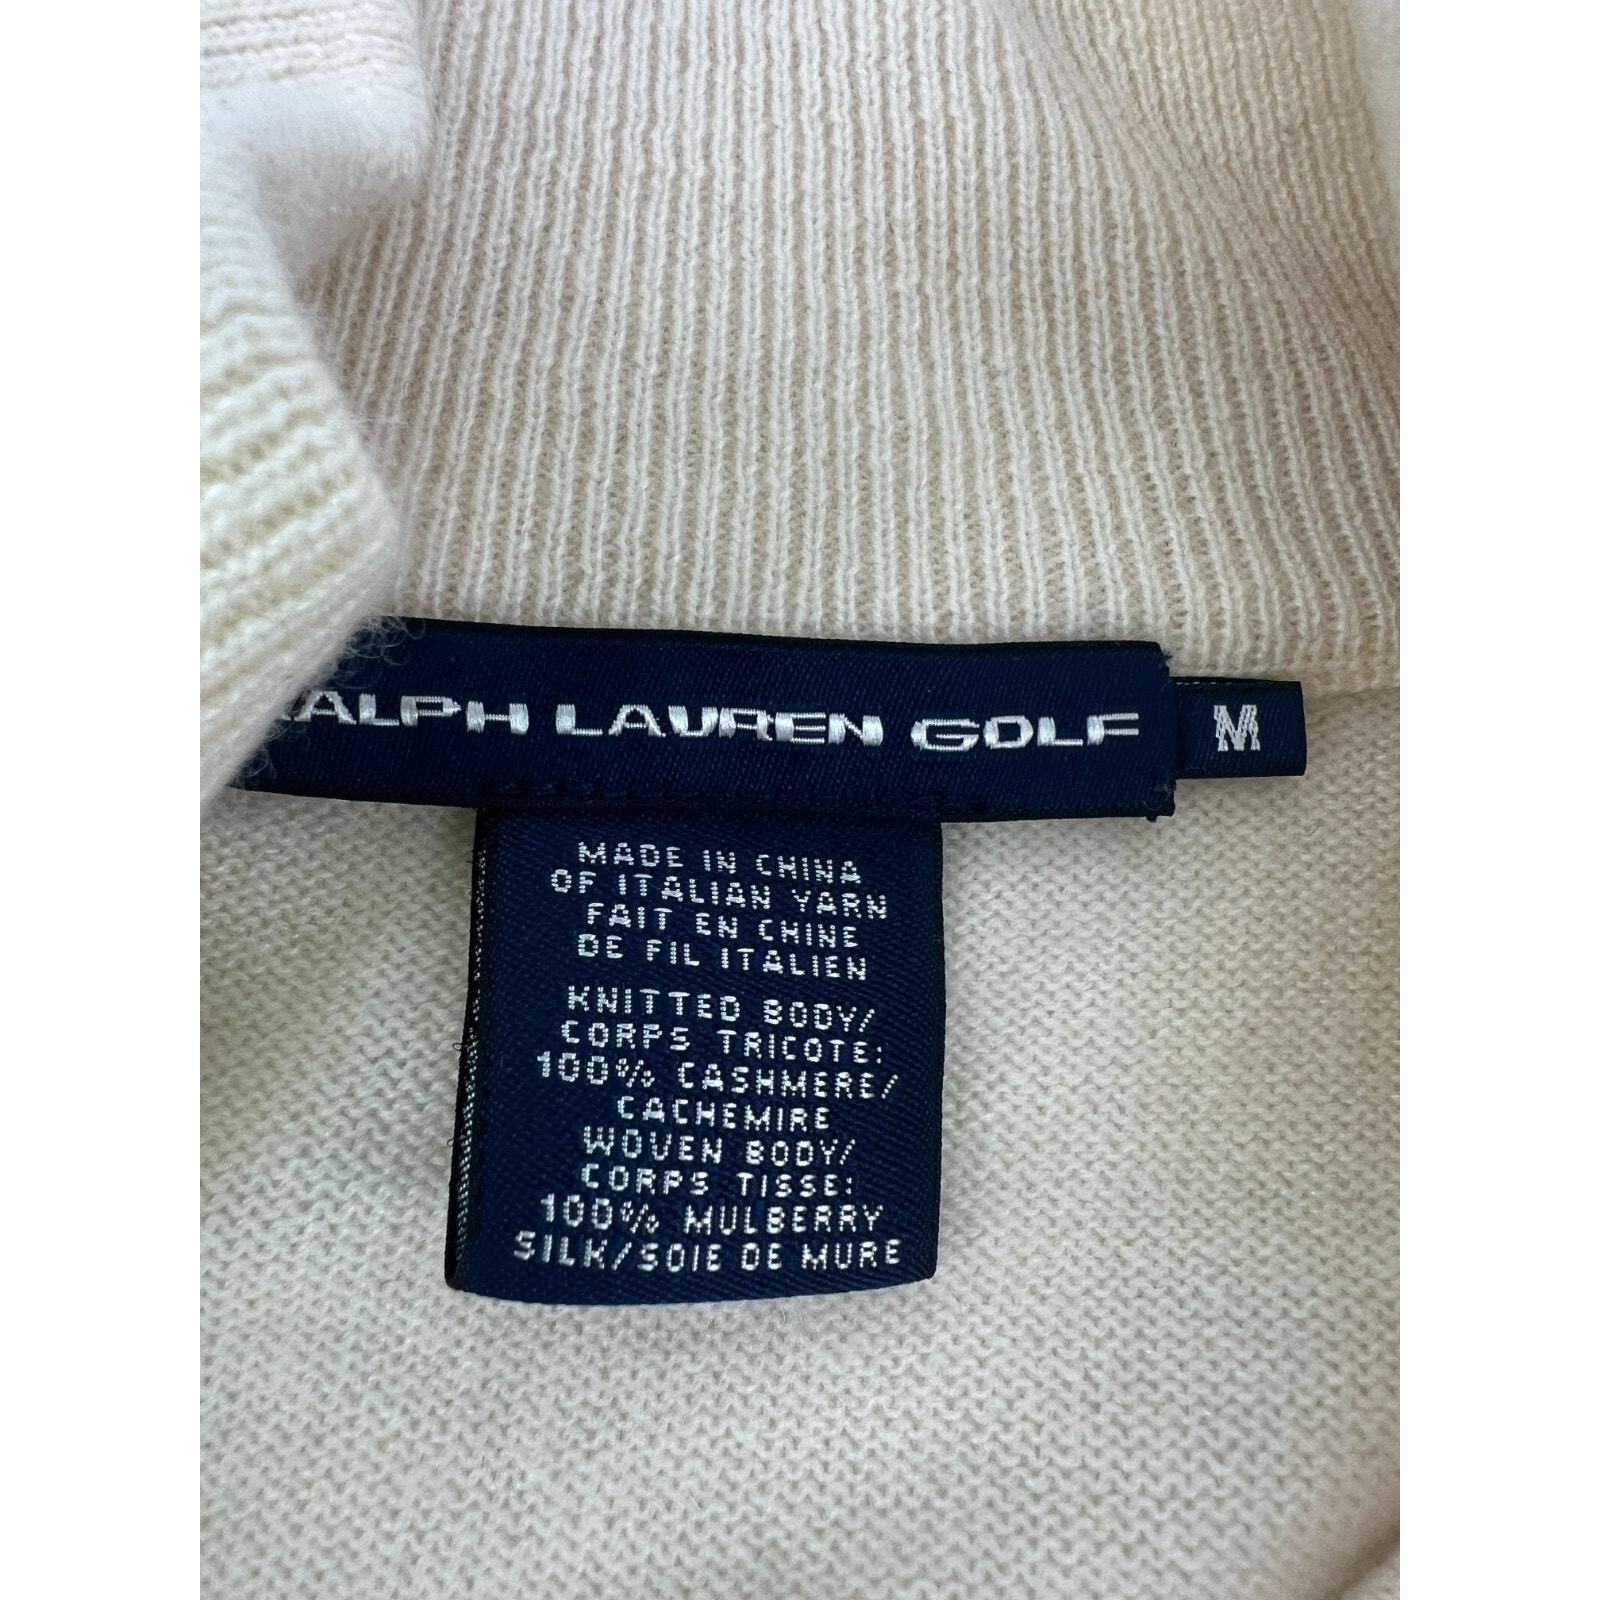 RALPH LAUREN GOLF
M
MADE IN CHINA
OF ITALIAN YARN
FAIT EN CHINE
DE FIL ITALIEN
KNITTED BODY/
CORPS TRICOTE:
100% CASHMERE/
CACHEMIRE
WOVEN BODY/
CORPS TISSE:
100% MULBERRY
SILK/SOIE DE MURE